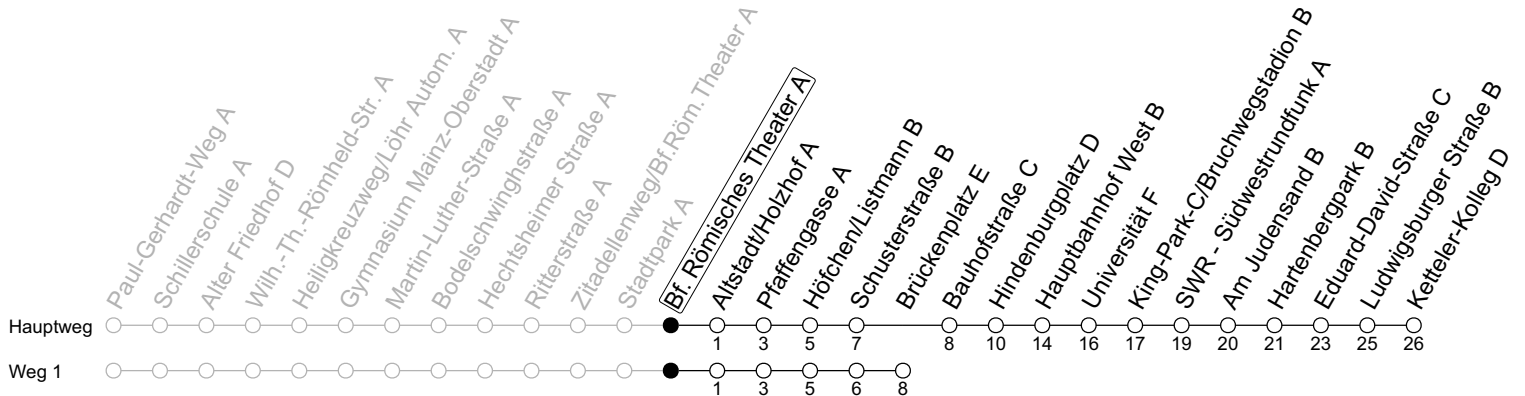 Paul-Gerhardt-Weg A
Schillerschule A
Alter Friedhof D
Wilh.-Th.-Römheld-Str. A
Heiligkreuzweg/Löhr Autom. A
Gymnasium Mainz-Oberstadt A
Martin-Luther-Straße A
Bodelschwinghstraße A
Hechtsheimer Straße A
Ritterstraße A
Zitadellenweg/Bf.Röm.Theater A
Stadtpark A
Bf. Römisches Theater A
Altstadt/Holzhof A
Pfaffengasse A
Höfchen/Listmann B
Schusterstraße B
Brückenplatz E
Bauhofstraße C
Hindenburgplatz D
Hauptbahnhof West B
Universität F
King-Park-C/Bruchwegstadion B
SWR - Südwestrundfunk A
Am Judensand B
Hartenbergpark B
Eduard-David-Straße C
Ludwigsburger Straße B
Ketteler-Kolleg D
Hauptweg
1 3 5 7 8 10 14 16 17 19 20 21 23 25 26
Weg 1
1 3 5 6 8